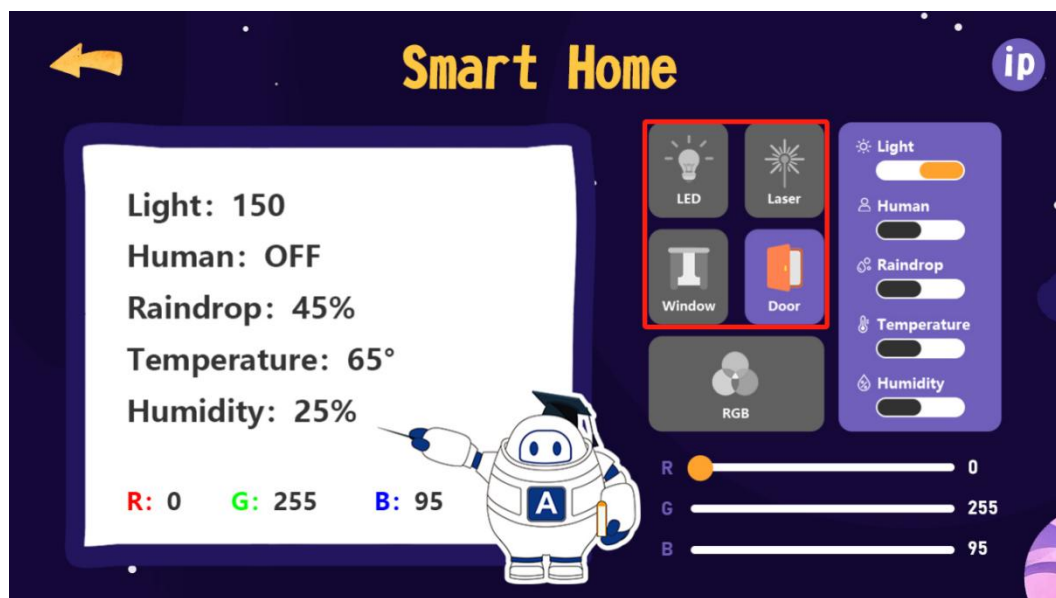 Smart Home
ip
Light: 150
Human: OFF
Raindrop: 45%
Temperature: 65°
Humidity: 25%
R: 0 G: 255 B: 95
A
LED Laser
Window Door
RGB
Light
Human
Raindrop
Temperature
Humidity
R 0
G 255
B 95